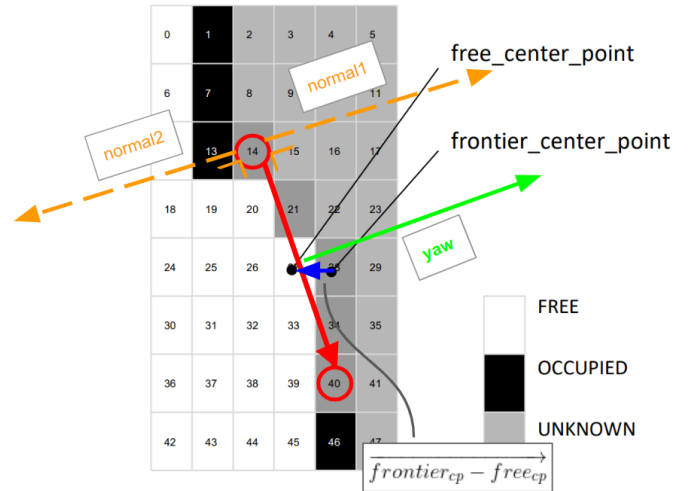 0 1 2 3 4 5
free_center_point
normal1
6 7 8 9 11
normal2
frontier_center_point
13 14 15 16 17
18 19 20 21 22 23
yaw
24 25 26 28 29
FREE
30 31 32 33 34 35
OCCUPIED
36 37 38 39 40 41
UNKNOWN
42 43 44 45 46 47
frontier_cp − free_cp